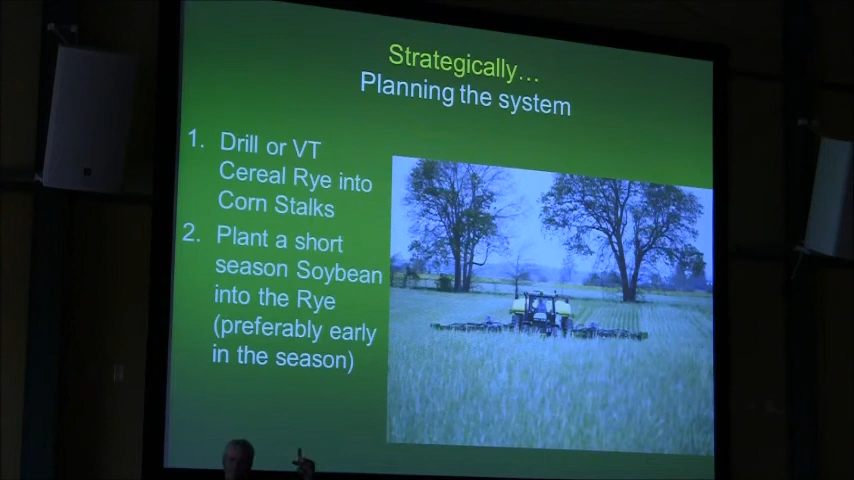 Strategically…
Planning the system
1. Drill or VT
Cereal Rye into
Corn Stalks
2. Plant a short
season Soybean
into the Rye
(preferably early
in the season)